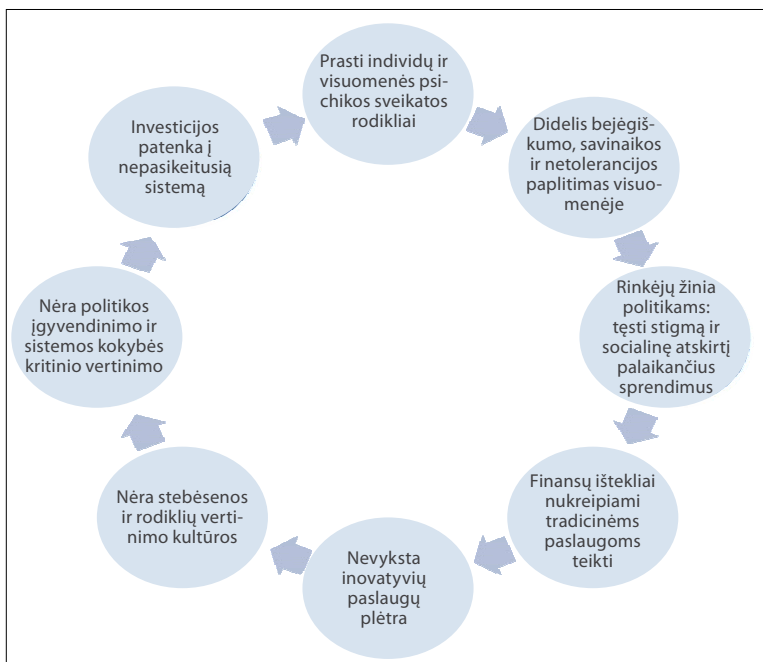 Prasti individų ir
visuomenės psi-
chikos sveikatos
rodikliai
Didelis bejėgiš-
kumo, savinaikos
ir netolerancijos
paplitimas visuo-
menėje
Rinkėjų žinia
politikams:
tęsti stigmą ir
socialinę atskirtį
palaikančius
sprendimus
Finansų ištekliai
nukreipiami
tradicinėms
paslaugoms
teikti
Nevyksta
inovatyvių
paslaugų
plėtra
Nėra stebėsenos
ir rodiklių verti-
nimo kultūros
Nėra politikos
įgyvendinimo ir
sistemos kokybės
kritinio vertinimo
Investicijos
patenka į
nepasikeitusią
sistemą